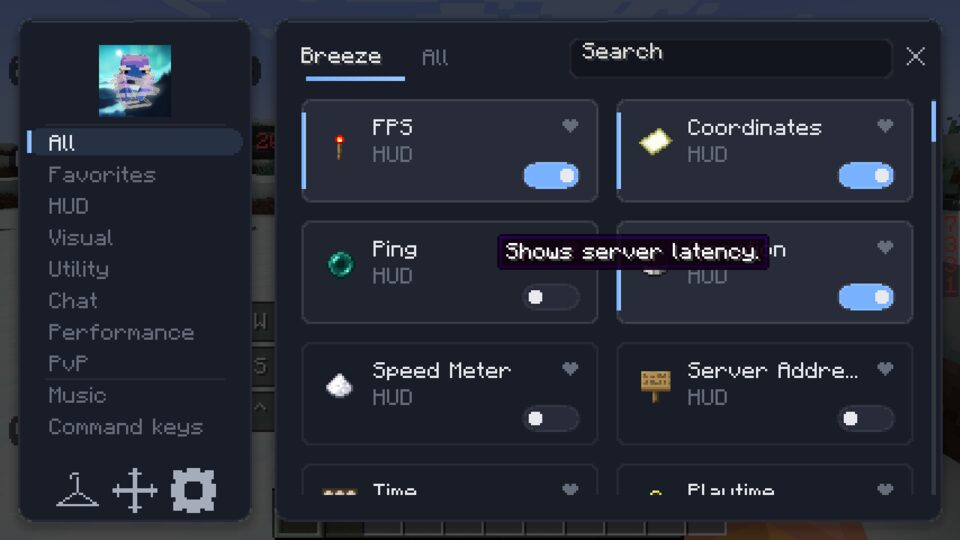 All
Favorites
HUD
Visual
Utility
Chat
Performance
PvP
Music
Command keys
Breeze
All
Search
FPS
HUD
Coordinates
HUD
Ping
HUD
Shows server latency.
HUD
Speed Meter
HUD
Server Addre...
HUD
Time
Playtime
W
S